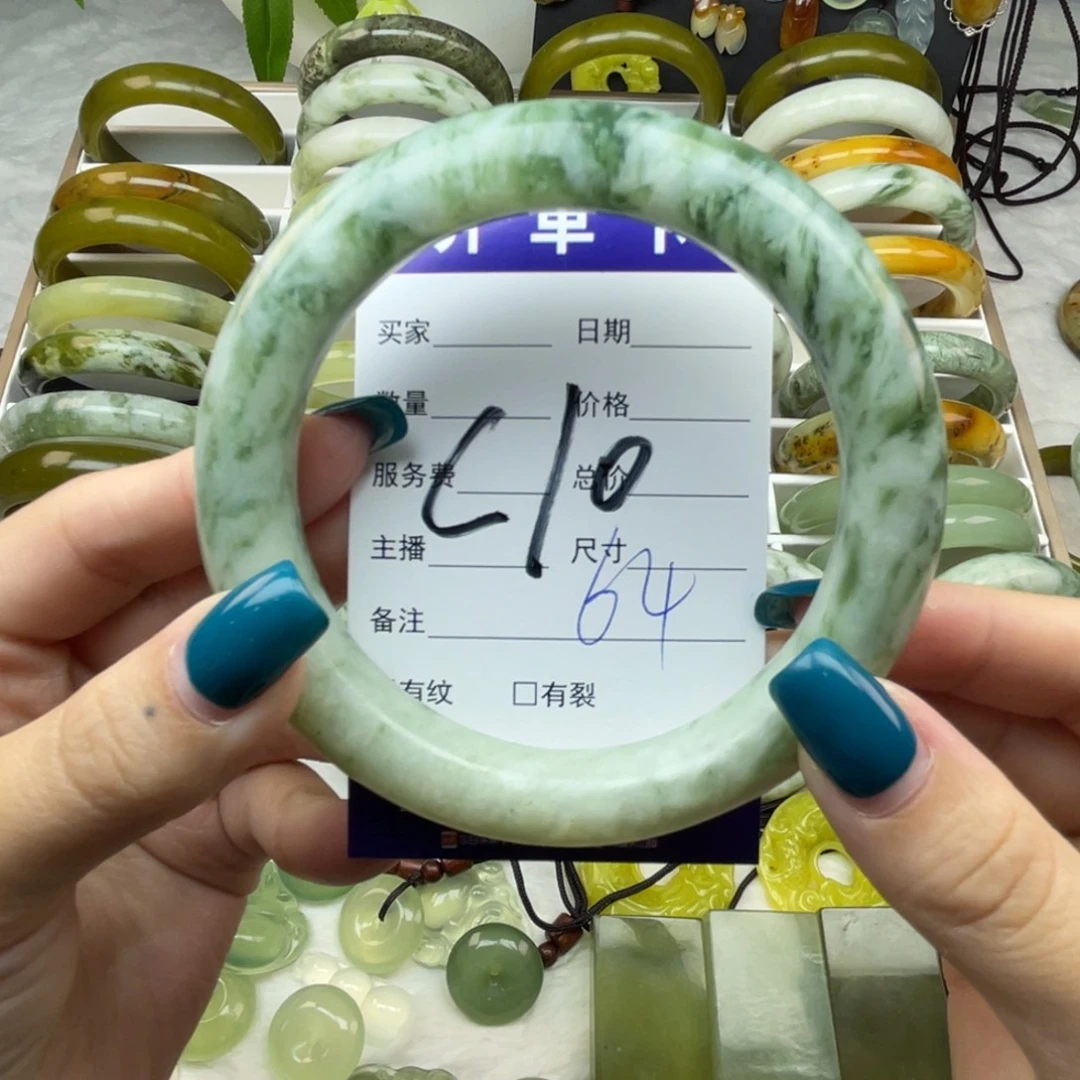 单
买家 日期
数量 价格
服务费 总价
C10
主播 尺寸
64
备注
有纹 □有裂